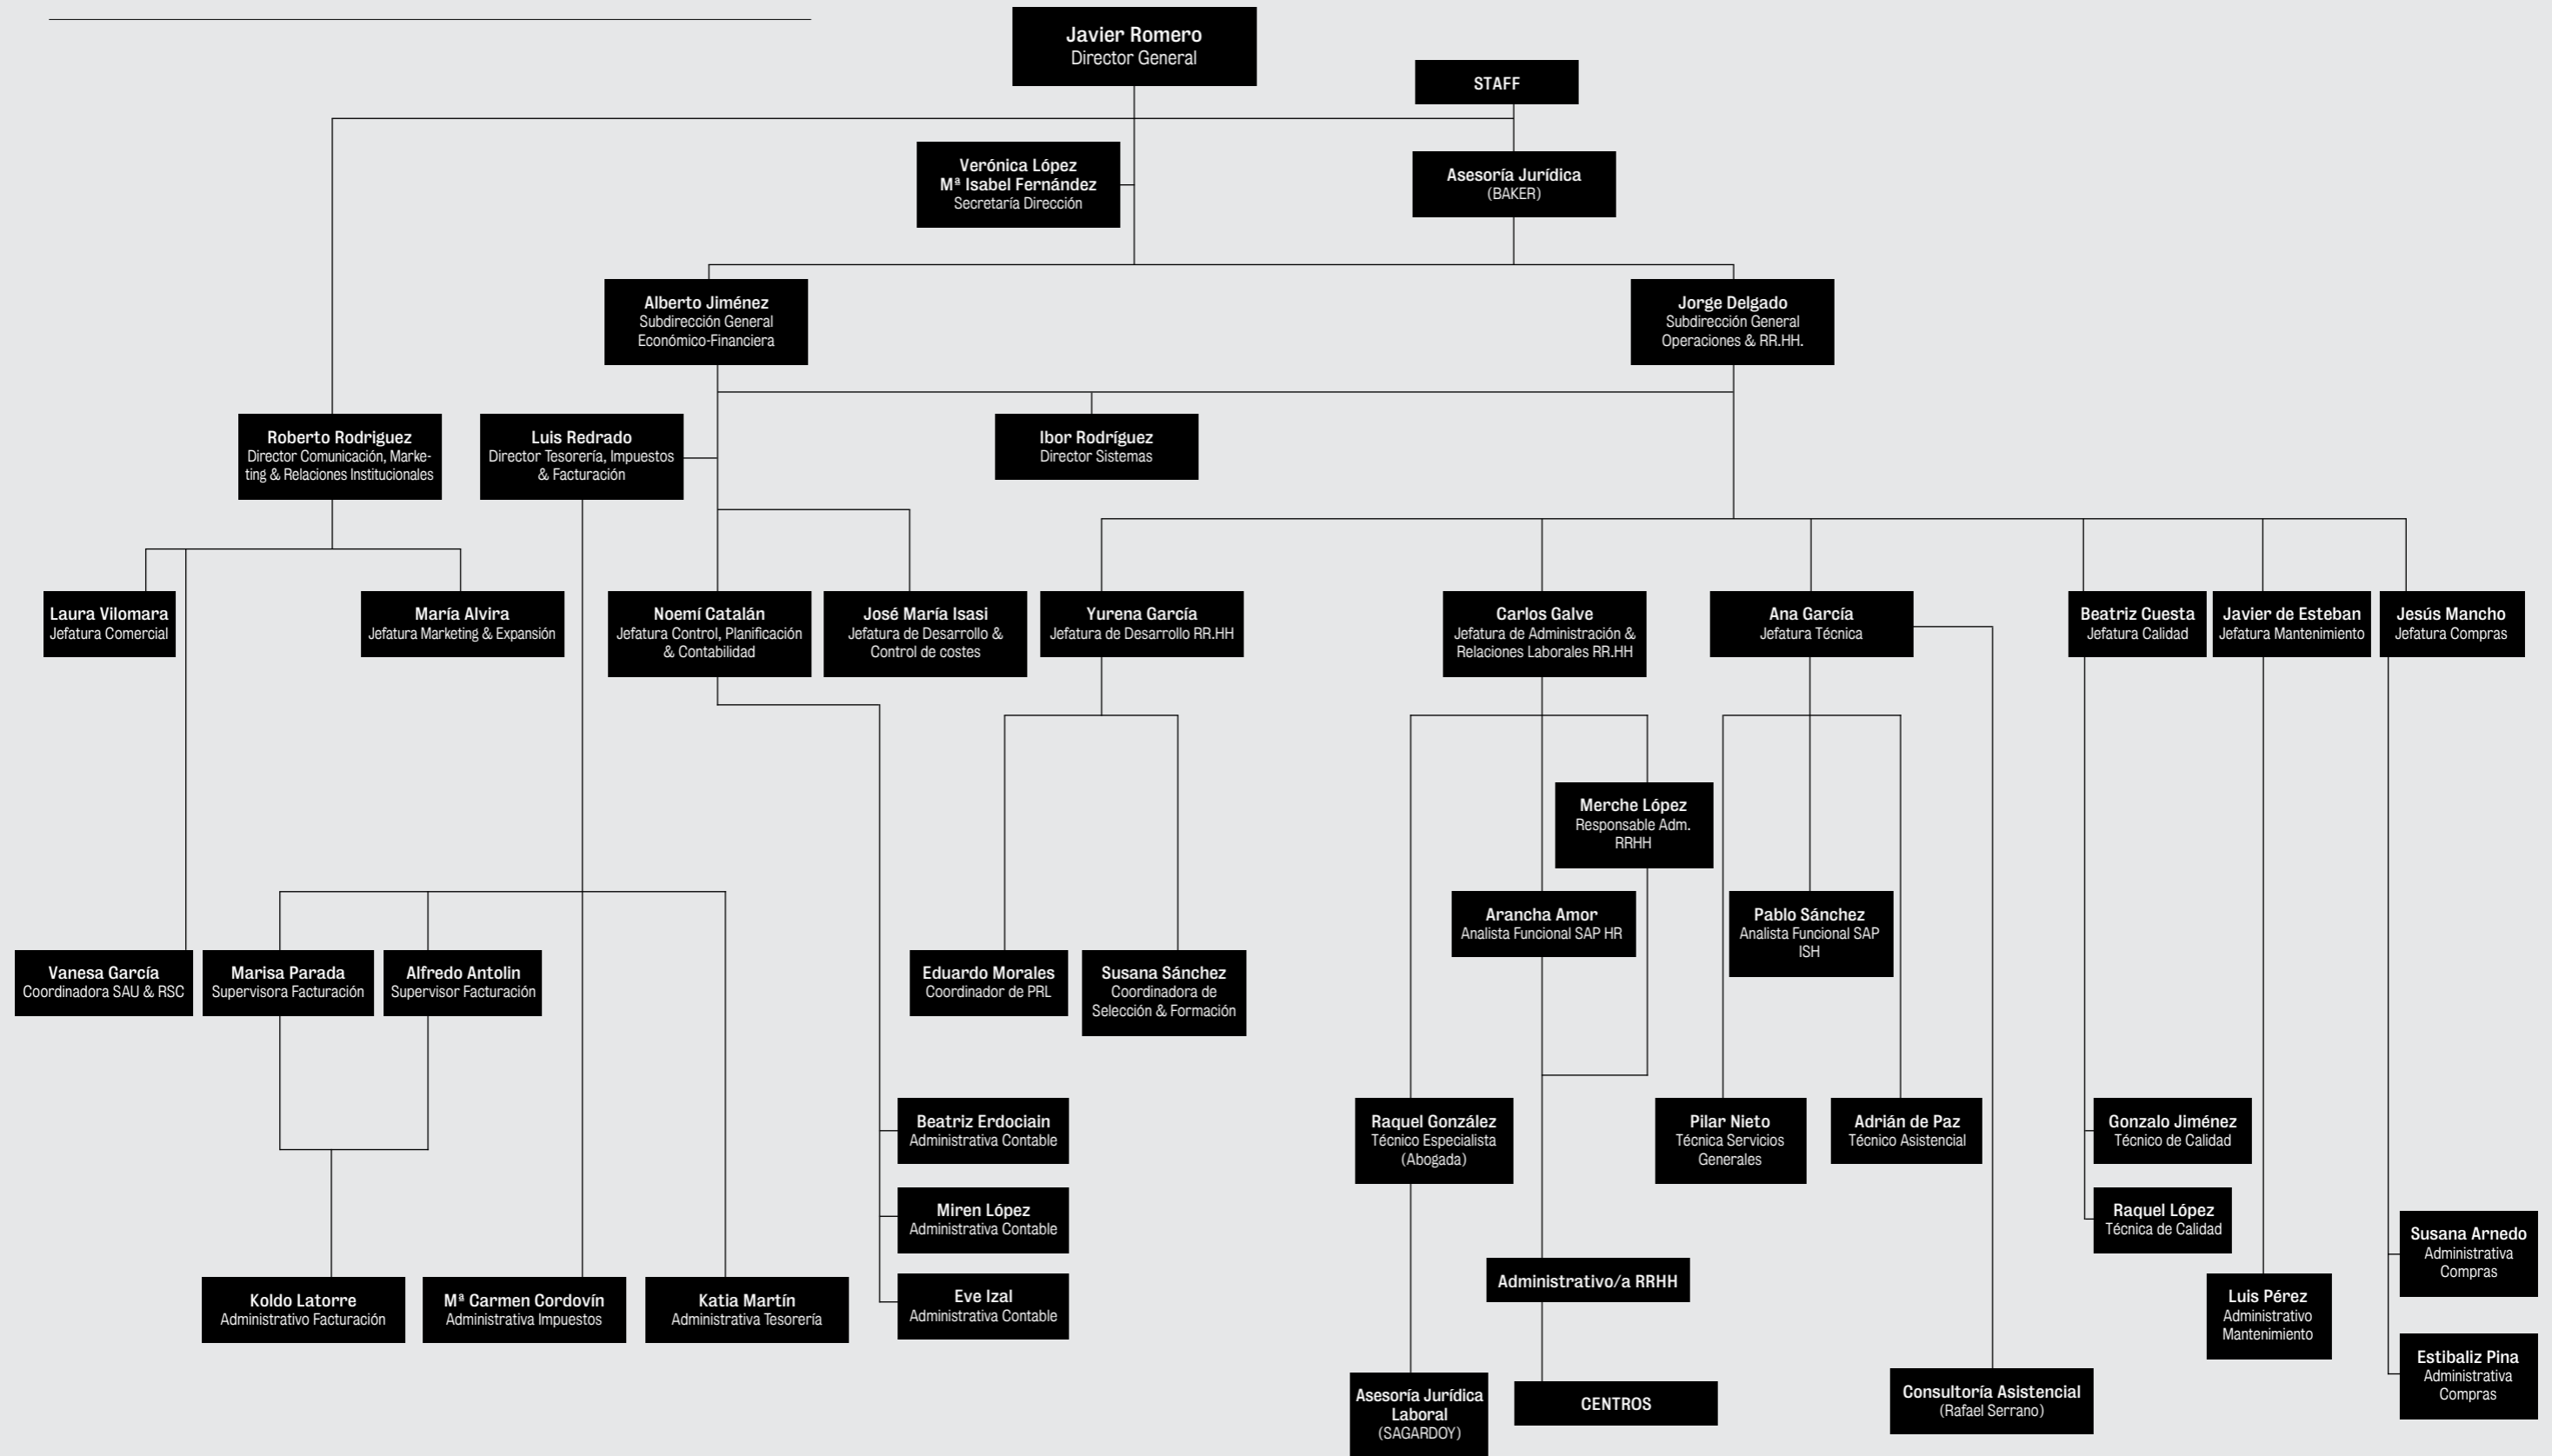 Javier Romero
Director General
STAFF
Verónica López
Mª Isabel Fernández
Secretaría Dirección
Asesoría Jurídica
(BAKER)
Alberto Jiménez
Subdirección General
Económico-Financiera
Jorge Delgado
Subdirección General
Operaciones & RR.HH.
Roberto Rodriguez
Director Comunicación, Marke-
ting & Relaciones Institucionales
Luis Redrado
Director Tesorería, Impuestos
& Facturación
Ibor Rodríguez
Director Sistemas
Laura Vilomara
Jefatura Comercial
María Alvira
Jefatura Marketing & Expansión
Noemí Catalán
Jefatura Control, Planificación
& Contabilidad
José María Isasi
Jefatura de Desarrollo &
Control de costes
Yurena García
Jefatura de Desarrollo RR.HH
Carlos Galve
Jefatura de Administración &
Relaciones Laborales RR.HH
Ana García
Jefatura Técnica
Beatriz Cuesta
Jefatura Calidad
Javier de Esteban
Jefatura Mantenimiento
Jesús Mancho
Jefatura Compras
Merche López
Responsable Adm.
RRHH
Arancha Amor
Analista Funcional SAP HR
Pablo Sánchez
Analista Funcional SAP
ISH
Vanesa García
Coordinadora SAU & RSC
Marisa Parada
Supervisora Facturación
Alfredo Antolin
Supervisor Facturación
Eduardo Morales
Coordinador de PRL
Susana Sánchez
Coordinadora de
Selección & Formación
Beatriz Erdociain
Administrativa Contable
Raquel González
Técnico Especialista
(Abogada)
Pilar Nieto
Técnica Servicios
Generales
Adrián de Paz
Técnico Asistencial
Gonzalo Jiménez
Técnico de Calidad
Miren López
Administrativa Contable
Raquel López
Técnica de Calidad
Susana Arnedo
Administrativa
Compras
Koldo Latorre
Administrativo Facturación
Mª Carmen Cordovín
Administrativa Impuestos
Katia Martín
Administrativa Tesorería
Eve Izal
Administrativa Contable
Administrativo/a RRHH
Luis Pérez
Administrativo
Mantenimiento
Estibaliz Pina
Administrativa
Compras
Asesoría Jurídica
Laboral
(SAGARDOY)
CENTROS
Consultoría Asistencial
(Rafael Serrano)